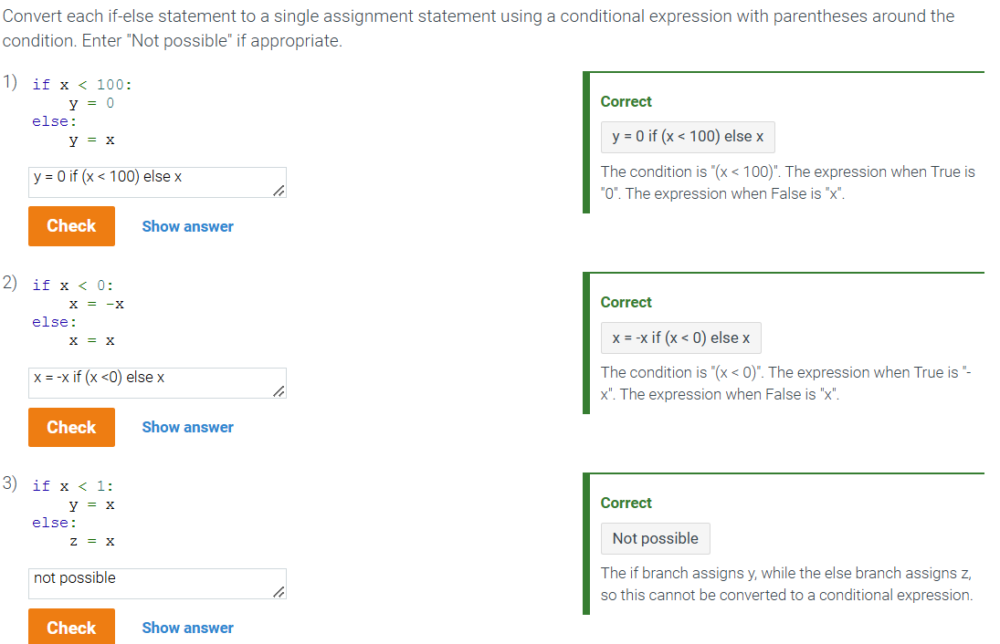 Convert each if-else statement to a single assignment statement using a conditional expression with parentheses around the
condition. Enter "Not possible" if appropriate.
1)
if x < 100:
    y = 0
else:
    y = x
y = 0 if (x < 100) else x
Check
Show answer
Correct
y = 0 if (x < 100) else x
The condition is "(x < 100)". The expression when True is
"0". The expression when False is "x".
2)
if x < 0:
    x = -x
else:
    x = x
x = -x if (x <0) else x
Check
Show answer
Correct
x = -x if (x < 0) else x
The condition is "(x < 0)". The expression when True is "-
x". The expression when False is "x".
3)
if x < 1:
    y = x
else:
    z = x
not possible
Check
Show answer
Correct
Not possible
The if branch assigns y, while the else branch assigns z,
so this cannot be converted to a conditional expression.